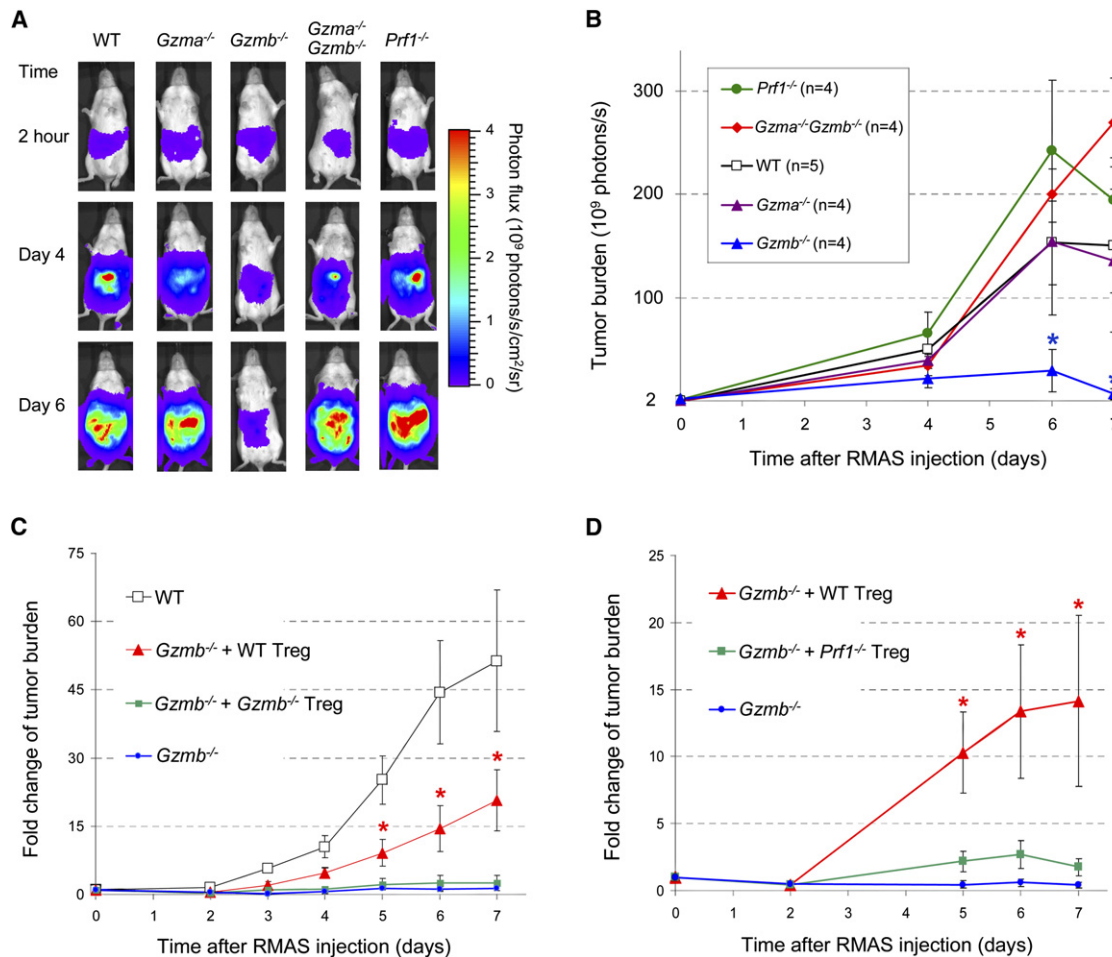 A
WT
Gzma-/-
Gzmb-/-
Gzma-/-
Gzmb-/-
Prf1-/-
Time
2 hour
Day 4
Day 6
4
3
2
1
0
Photon flux (10⁹ photons/s/cm²/sr)
B
Tumor burden (10⁹ photons/s)
300
200
100
2
Prf1-/- (n=4)
Gzma-/-Gzmb-/- (n=4)
WT (n=5)
Gzma-/- (n=4)
Gzmb-/- (n=4)
*
*
0 1 2 3 4 5 6 7
Time after RMAS injection (days)
C
Fold change of tumor burden
75
60
45
30
15
0
WT
Gzmb-/- + WT Treg
Gzmb-/- + Gzmb-/- Treg
Gzmb-/-
* * *
0 1 2 3 4 5 6 7
Time after RMAS injection (days)
D
Fold change of tumor burden
25
20
15
10
5
0
Gzmb-/- + WT Treg
Gzmb-/- + Prf1-/- Treg
Gzmb-/-
* * *
0 1 2 3 4 5 6 7
Time after RMAS injection (days)